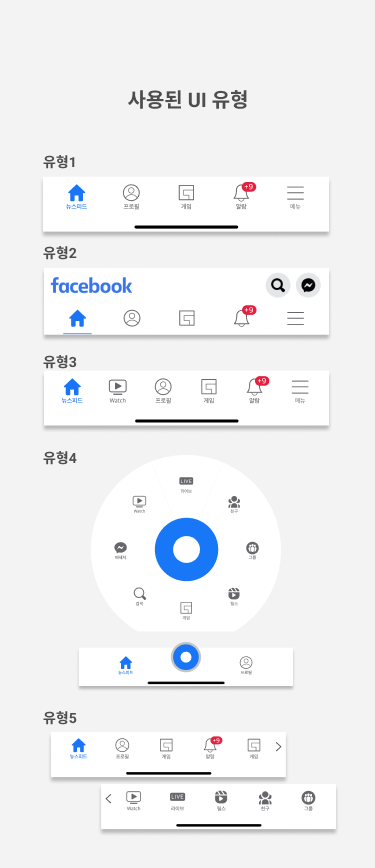 사용된 UI 유형
유형1
+9
뉴스피드 프로필 게임 알람 메뉴
유형2
facebook
+9
유형3
+9
뉴스피드 Watch 프로필 게임 알람 메뉴
유형4
LIVE
라이브
Watch 친구
메세지 그룹
검색 릴스
게임
뉴스피드 프로필
유형5
+9
뉴스피드 프로필 게임 알람 게임
LIVE
Watch 라이브 릴스 친구 그룹